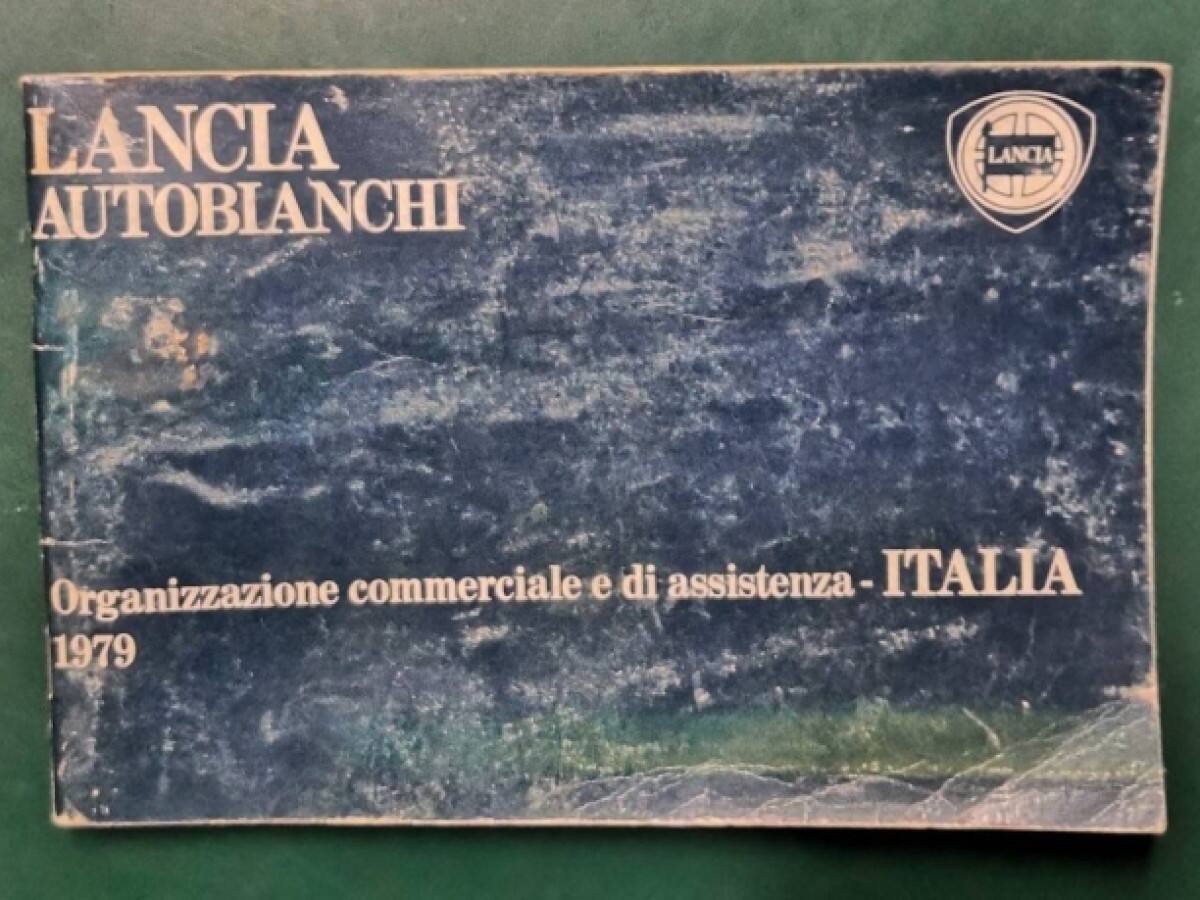 LANCIA
AUTOBIANCHI
LANCIA
Organizzazione commerciale e di assistenza - ITALIA
1979